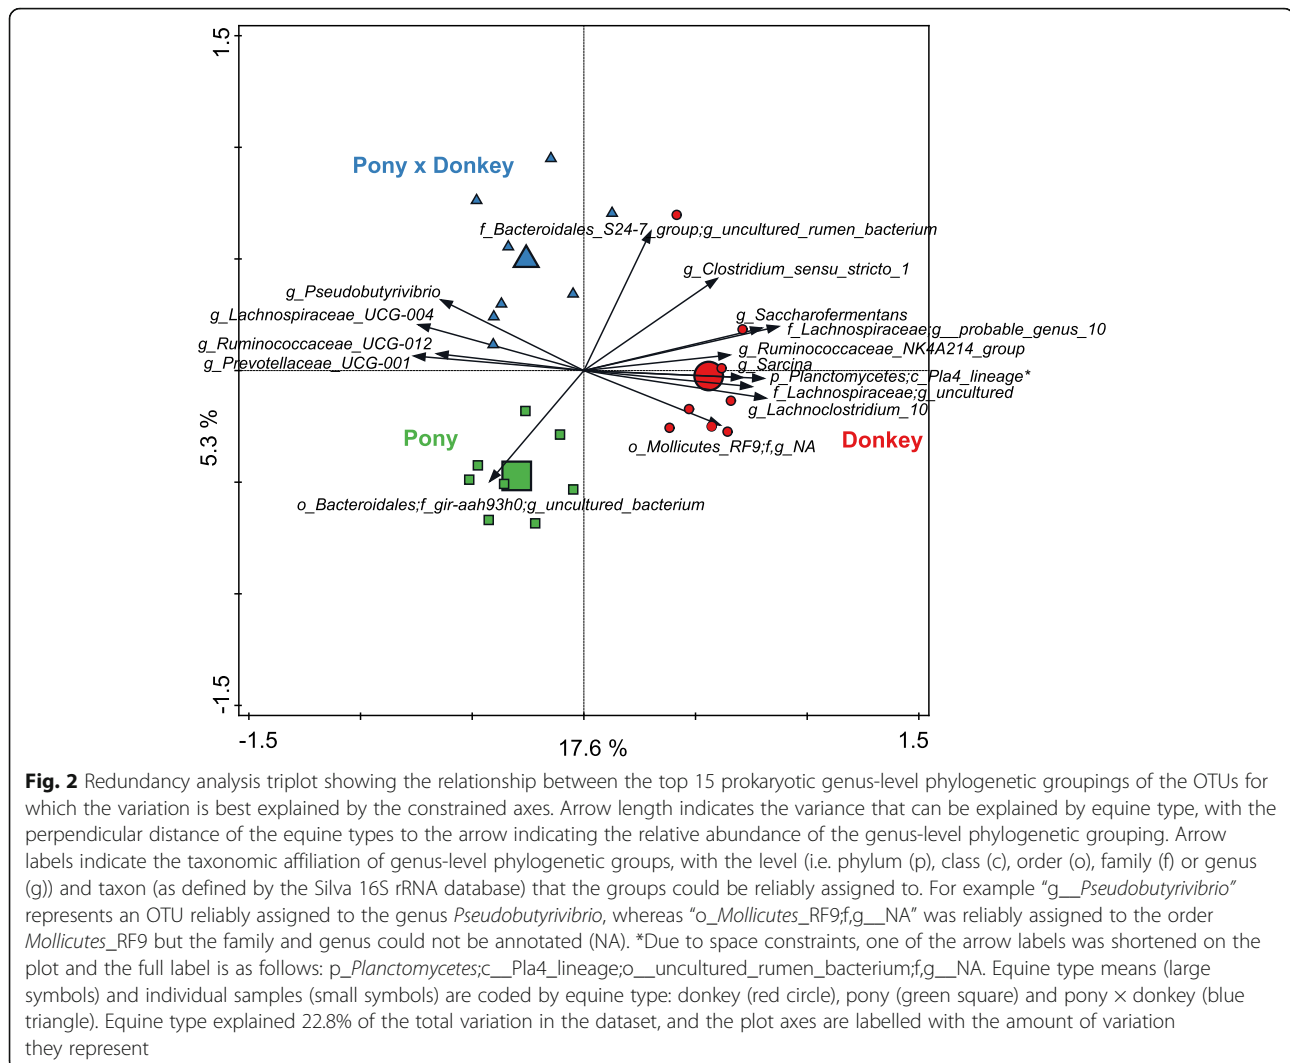 1.5
Pony x Donkey
f_Bacteroidales_S24-7_group;g_uncultured_rumen_bacterium
g_Clostridium_sensu_stricto_1
g_Pseudobutyrivibrio
g_Lachnospiraceae_UCG-004
g_Saccharofermentans
f_Lachnospiraceae;g__probable_genus_10
g_Ruminococcaceae_UCG-012
g_Ruminococcaceae_NK4A214_group
g_Prevotellaceae_UCG-001
g_Sarcina
p_Planctomycetes;c_Pla4_lineage*
f_Lachnospiraceae;g_uncultured
g_Lachnoclostridium_10
5.3 %
Pony
Donkey
o_Mollicutes_RF9;f,g_NA
o_Bacteroidales;f_gir-aah93h0;g_uncultured_bacterium
-1.5
-1.5
17.6 %
1.5
Fig. 2 Redundancy analysis triplot showing the relationship between the top 15 prokaryotic genus-level phylogenetic groupings of the OTUs for
which the variation is best explained by the constrained axes. Arrow length indicates the variance that can be explained by equine type, with the
perpendicular distance of the equine types to the arrow indicating the relative abundance of the genus-level phylogenetic grouping. Arrow
labels indicate the taxonomic affiliation of genus-level phylogenetic groups, with the level (i.e. phylum (p), class (c), order (o), family (f) or genus
(g)) and taxon (as defined by the Silva 16S rRNA database) that the groups could be reliably assigned to. For example “g__Pseudobutyrivibrio”
represents an OTU reliably assigned to the genus Pseudobutyrivibrio, whereas “o_Mollicutes_RF9;f,g__NA” was reliably assigned to the order
Mollicutes_RF9 but the family and genus could not be annotated (NA). *Due to space constraints, one of the arrow labels was shortened on the
plot and the full label is as follows: p_Planctomycetes;c__Pla4_lineage;o__uncultured_rumen_bacterium;f,g__NA. Equine type means (large
symbols) and individual samples (small symbols) are coded by equine type: donkey (red circle), pony (green square) and pony × donkey (blue
triangle). Equine type explained 22.8% of the total variation in the dataset, and the plot axes are labelled with the amount of variation
they represent